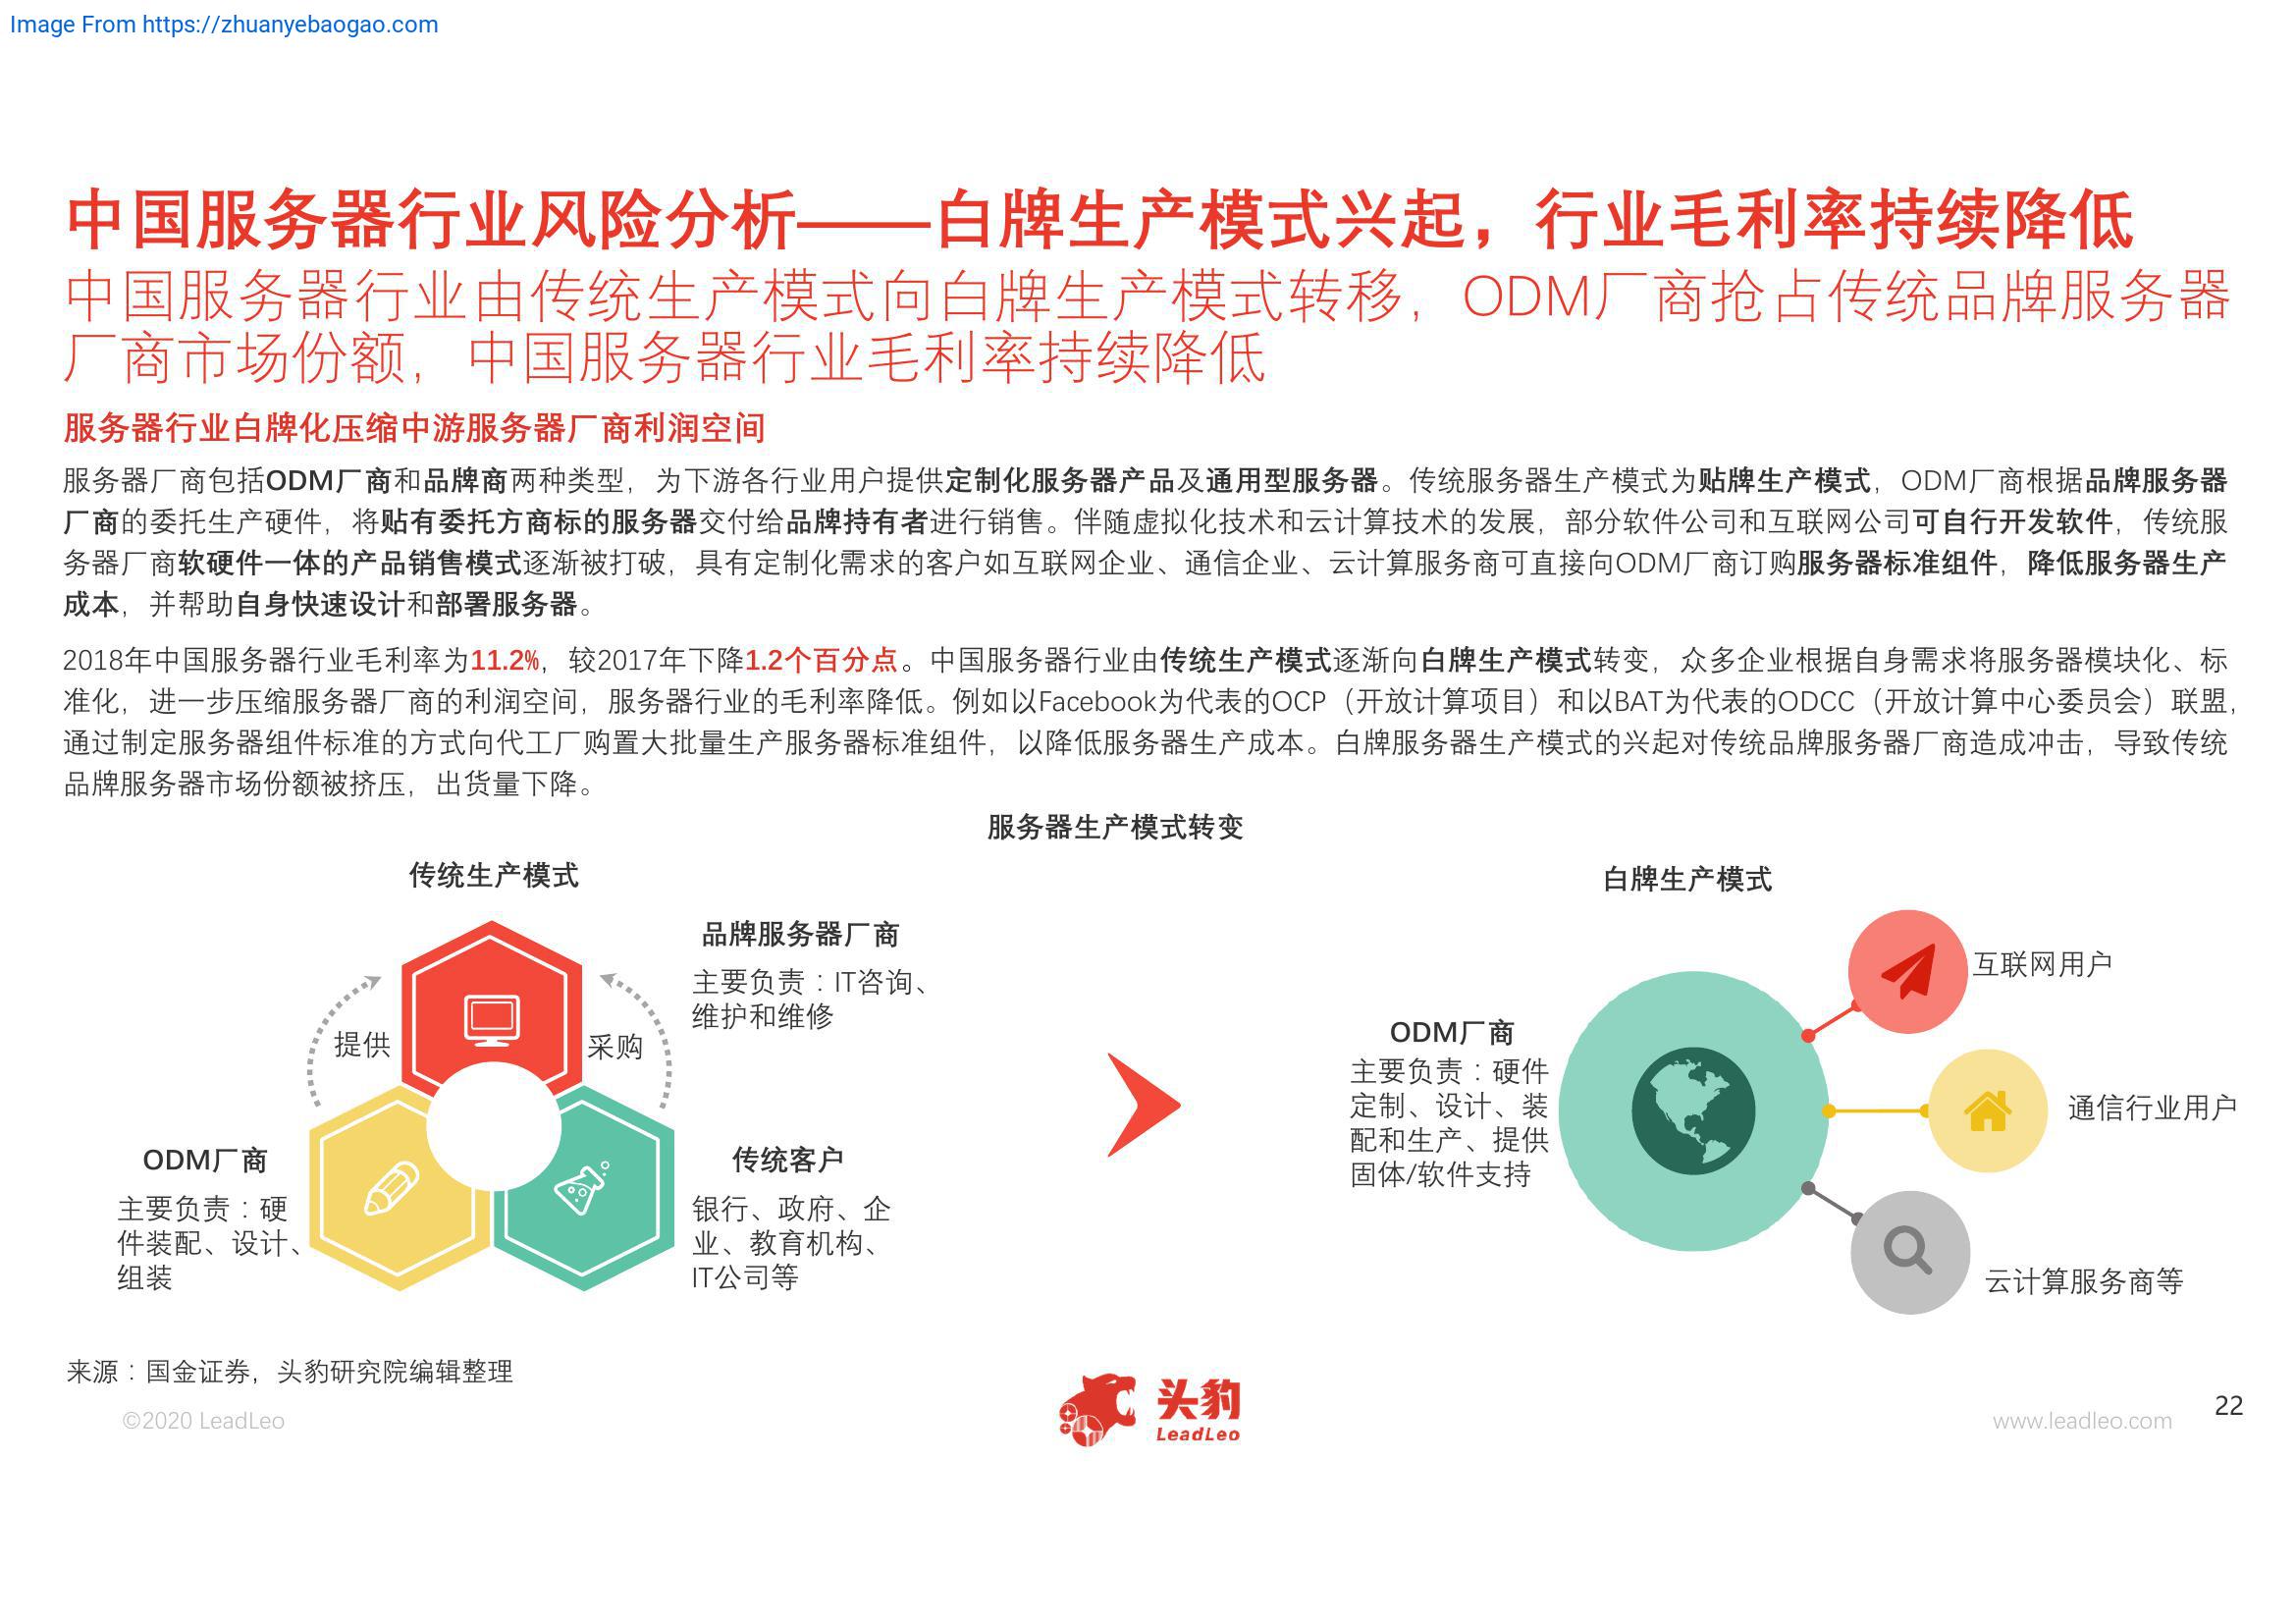 Image From https://zhuanyebaogao.com
中国服务器行业风险分析——白牌生产模式兴起，行业毛利率持续降低
中国服务器行业由传统生产模式向白牌生产模式转移，ODM厂商抢占传统品牌服务器
厂商市场份额，中国服务器行业毛利率持续降低
服务器行业白牌化压缩中游服务器厂商利润空间
服务器厂商包括ODM厂商和品牌商两种类型，为下游各行业用户提供定制化服务器产品及通用型服务器。传统服务器生产模式为贴牌生产模式，ODM厂商根据品牌服务器
厂商的委托生产硬件，将贴有委托方商标的服务器交付给品牌持有者进行销售。伴随虚拟化技术和云计算技术的发展，部分软件公司和互联网公司可自行开发软件，传统服
务器厂商软硬件一体的产品销售模式逐渐被打破，具有定制化需求的客户如互联网企业、通信企业、云计算服务商可直接向ODM厂商订购服务器标准组件，降低服务器生产
成本，并帮助自身快速设计和部署服务器。
2018年中国服务器行业毛利率为11.2%，较2017年下降1.2个百分点。中国服务器行业由传统生产模式逐渐向白牌生产模式转变，众多企业根据自身需求将服务器模块化、标
准化，进一步压缩服务器厂商的利润空间，服务器行业的毛利率降低。例如以Facebook为代表的OCP（开放计算项目）和以BAT为代表的ODCC（开放计算中心委员会）联盟，
通过制定服务器组件标准的方式向代工厂购置大批量生产服务器标准组件，以降低服务器生产成本。白牌服务器生产模式的兴起对传统品牌服务器厂商造成冲击，导致传统
品牌服务器市场份额被挤压，出货量下降。
服务器生产模式转变
传统生产模式
品牌服务器厂商
主要负责：IT咨询、
维护和维修
提供
采购
ODM厂商
主要负责：硬
件装配、设计、
组装
传统客户
银行、政府、企
业、教育机构、
IT公司等
白牌生产模式
ODM厂商
主要负责：硬件
定制、设计、装
配和生产、提供
固体/软件支持
互联网用户
通信行业用户
云计算服务商等
来源：国金证券，头豹研究院编辑整理
©2020 LeadLeo
头豹
LeadLeo
www.leadleo.com
22